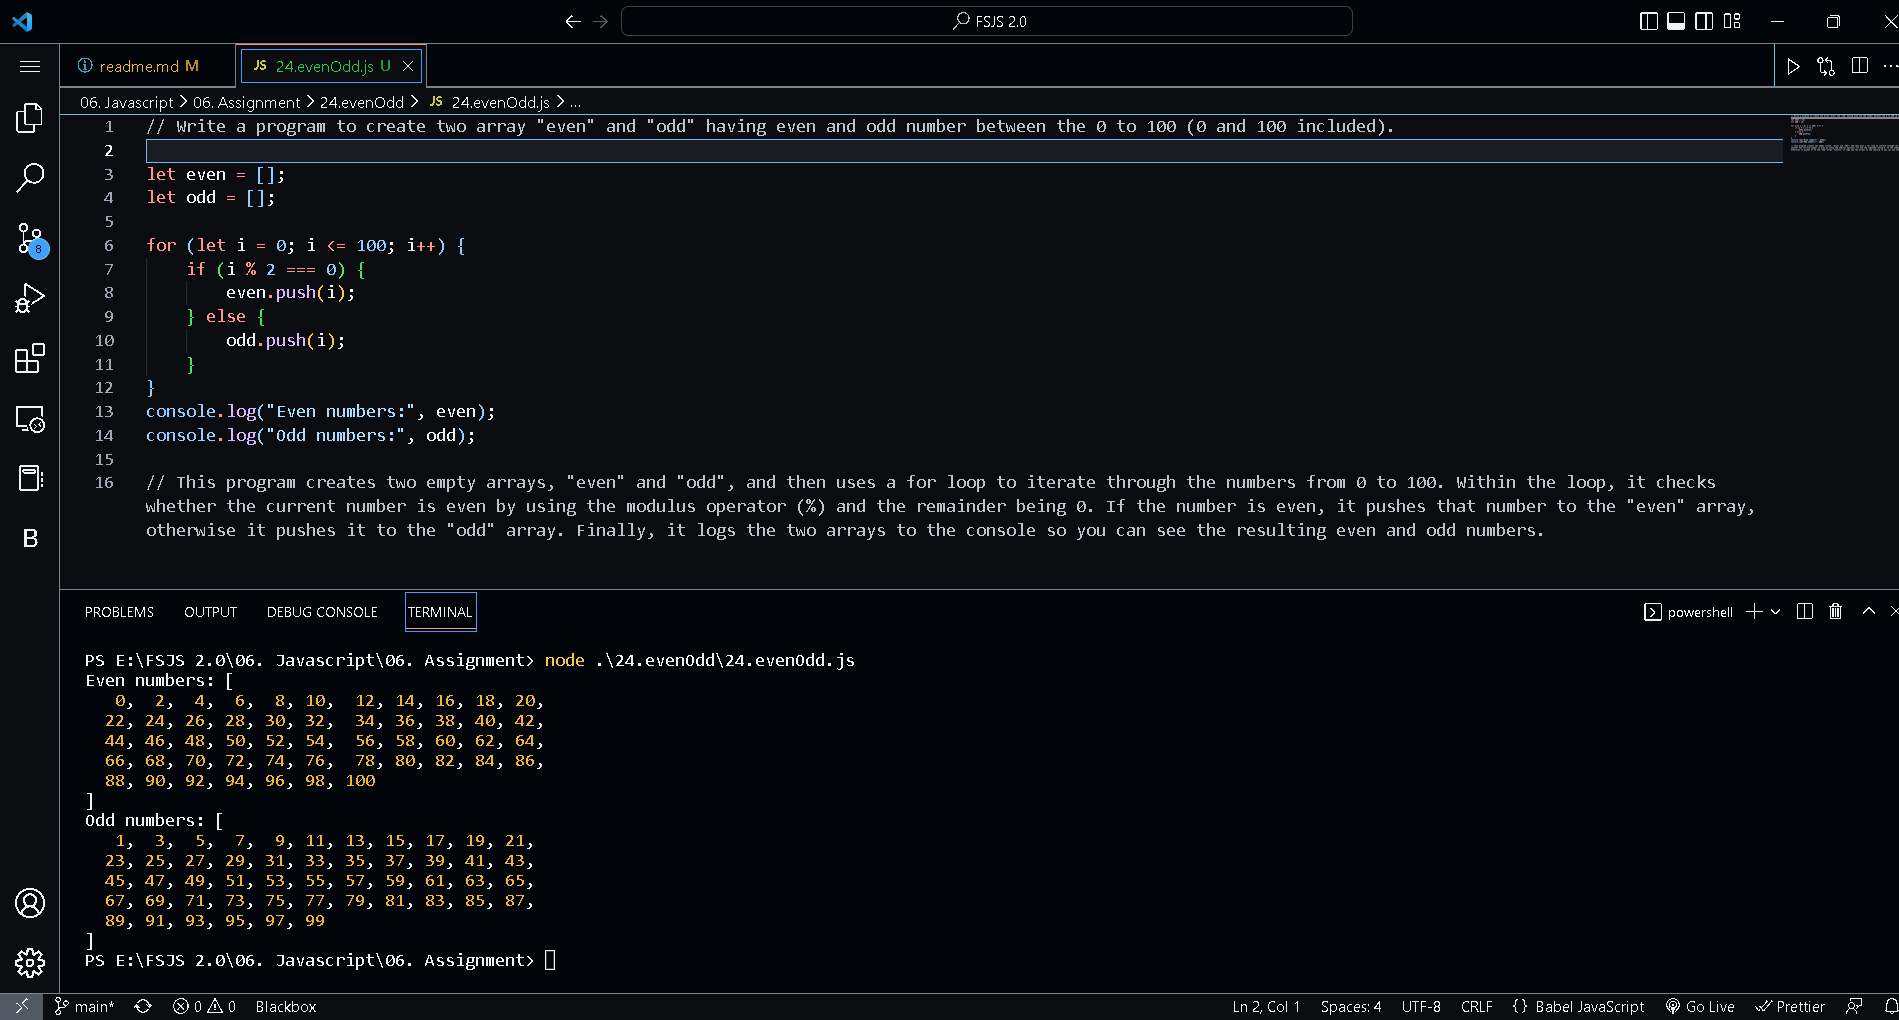 FSJS 2.0
readme.md M
JS 24.evenOdd.js U
06. Javascript > 06. Assignment > 24.evenOdd > JS 24.evenOdd.js > ...
1 // Write a program to create two array "even" and "odd" having even and odd number between the 0 to 100 (0 and 100 included).
2
3 let even = [];
4 let odd = [];
5
6 for (let i = 0; i <= 100; i++) {
7 if (i % 2 === 0) {
8 even.push(i);
9 } else {
10 odd.push(i);
11 }
12 }
13 console.log("Even numbers:", even);
14 console.log("Odd numbers:", odd);
15
16 // This program creates two empty arrays, "even" and "odd", and then uses a for loop to iterate through the numbers from 0 to 100. Within the loop, it checks
whether the current number is even by using the modulus operator (%) and the remainder being 0. If the number is even, it pushes that number to the "even" array,
otherwise it pushes it to the "odd" array. Finally, it logs the two arrays to the console so you can see the resulting even and odd numbers.
8
B
PROBLEMS OUTPUT DEBUG CONSOLE TERMINAL powershell
PS E:\FSJS 2.0\06. Javascript\06. Assignment> node .\24.evenOdd\24.evenOdd.js
Even numbers: [
0, 2, 4, 6, 8, 10, 12, 14, 16, 18, 20,
22, 24, 26, 28, 30, 32, 34, 36, 38, 40, 42,
44, 46, 48, 50, 52, 54, 56, 58, 60, 62, 64,
66, 68, 70, 72, 74, 76, 78, 80, 82, 84, 86,
88, 90, 92, 94, 96, 98, 100
]
Odd numbers: [
1, 3, 5, 7, 9, 11, 13, 15, 17, 19, 21,
23, 25, 27, 29, 31, 33, 35, 37, 39, 41, 43,
45, 47, 49, 51, 53, 55, 57, 59, 61, 63, 65,
67, 69, 71, 73, 75, 77, 79, 81, 83, 85, 87,
89, 91, 93, 95, 97, 99
]
PS E:\FSJS 2.0\06. Javascript\06. Assignment>
main* 0 0 Blackbox Ln 2, Col 1 Spaces: 4 UTF-8 CRLF {} Babel JavaScript Go Live Prettier